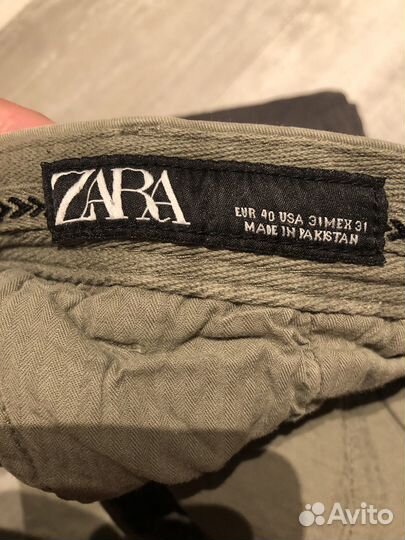 ZARA
EUR 40 USA 31 MEX 31
MADE IN PAKISTAN
Avito